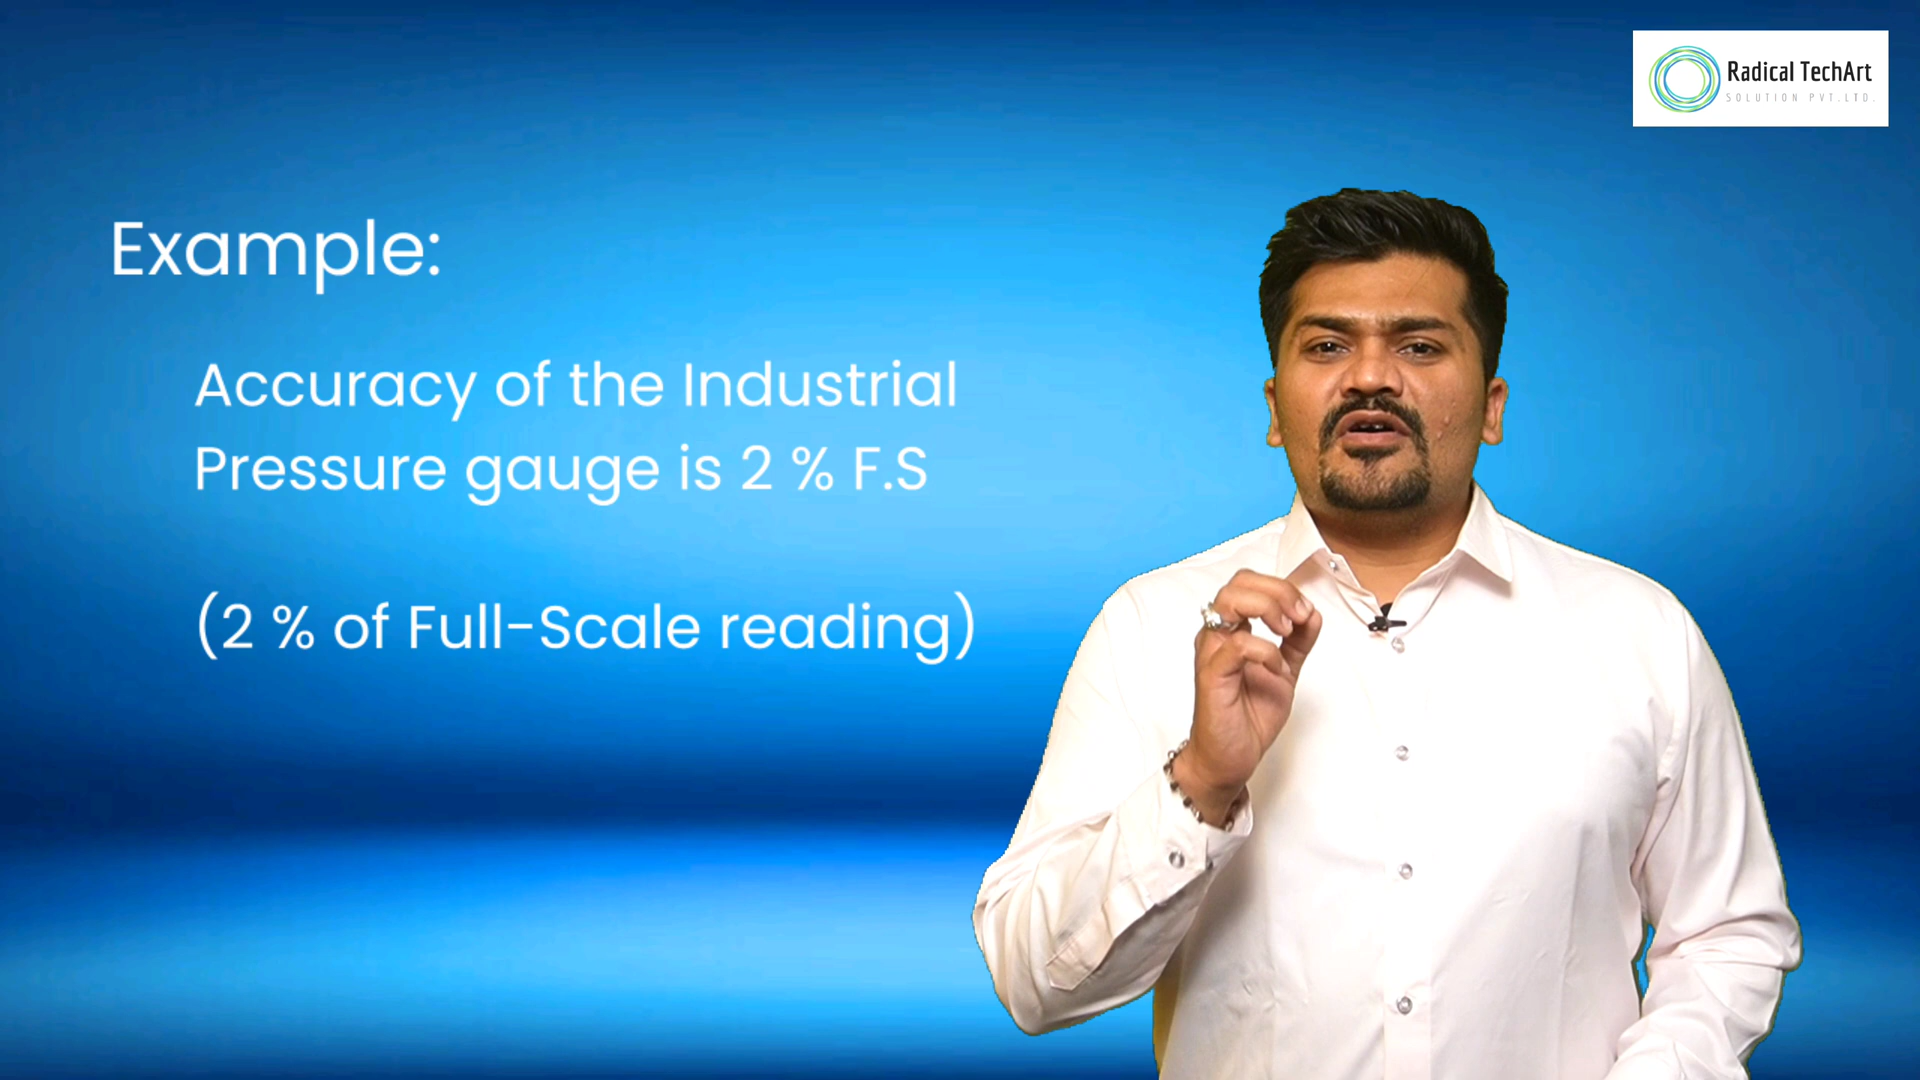 Radical TechArt
SOLUTION PVT.LTD.
Example:
Accuracy of the Industrial
Pressure gauge is 2 % F.S
(2 % of Full-Scale reading)